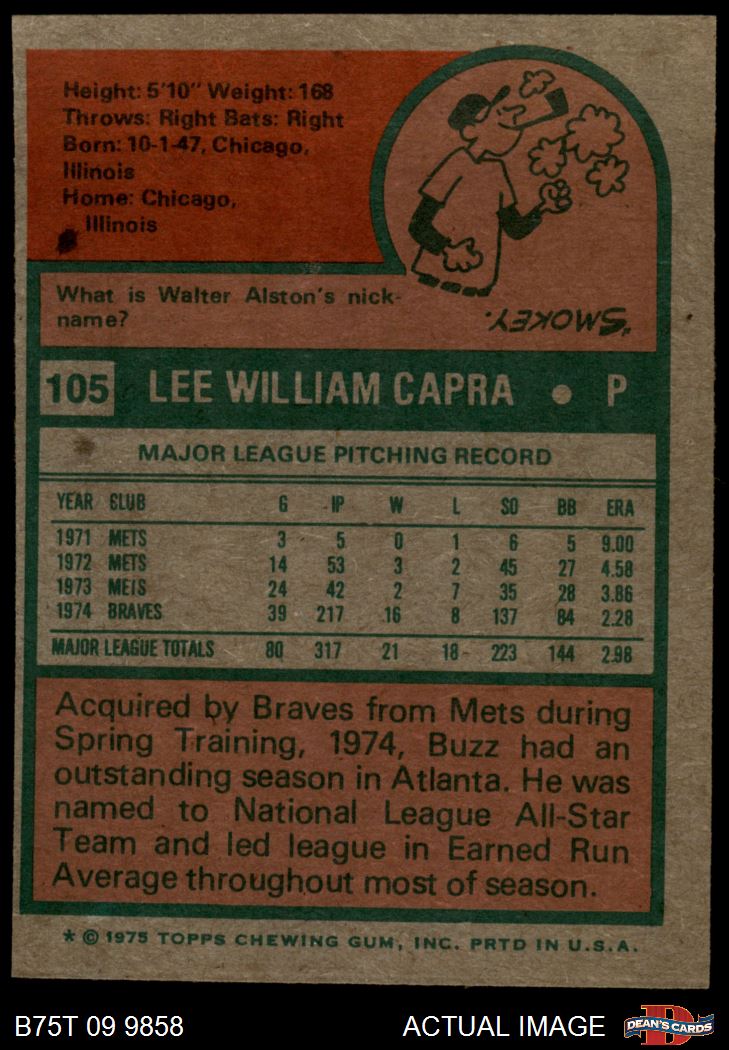 Height: 5'10" Weight: 168
Throws: Right Bats: Right
Born: 10-1-47, Chicago,
Illinois
Home: Chicago,
Illinois
What is Walter Alston's nick-
name?
"SMOKEY.
105 LEE WILLIAM CAPRA • P
MAJOR LEAGUE PITCHING RECORD
YEAR CLUB G IP W L SO BB ERA
1971 METS 3 5 0 1 6 5 9.00
1972 METS 14 53 3 2 45 27 4.58
1973 METS 24 42 2 7 35 28 3.86
1974 BRAVES 39 217 16 8 137 84 2.28
MAJOR LEAGUE TOTALS 80 317 21 18 223 144 2.98
Acquired by Braves from Mets during
Spring Training, 1974, Buzz had an
outstanding season in Atlanta. He was
named to National League All-Star
Team and led league in Earned Run
Average throughout most of season.
* © 1975 TOPPS CHEWING GUM, INC. PRTD IN U.S.A.
B75T 09 9858 ACTUAL IMAGE
D
DEAN'S CARDS